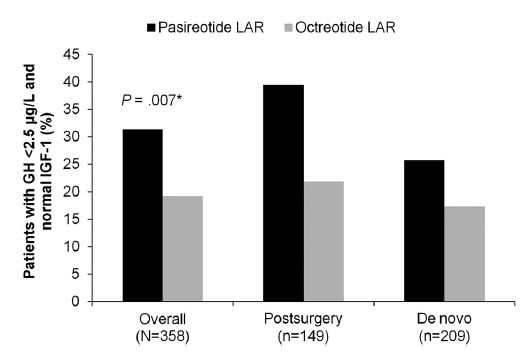 Pasireotide LAR Octreotide LAR
Patients with GH <2.5 µg/L and
normal IGF-1 (%)
45
40
35
30
25
20
15
10
5
0
P = .007*
Overall Postsurgery De novo
(N=358) (n=149) (n=209)